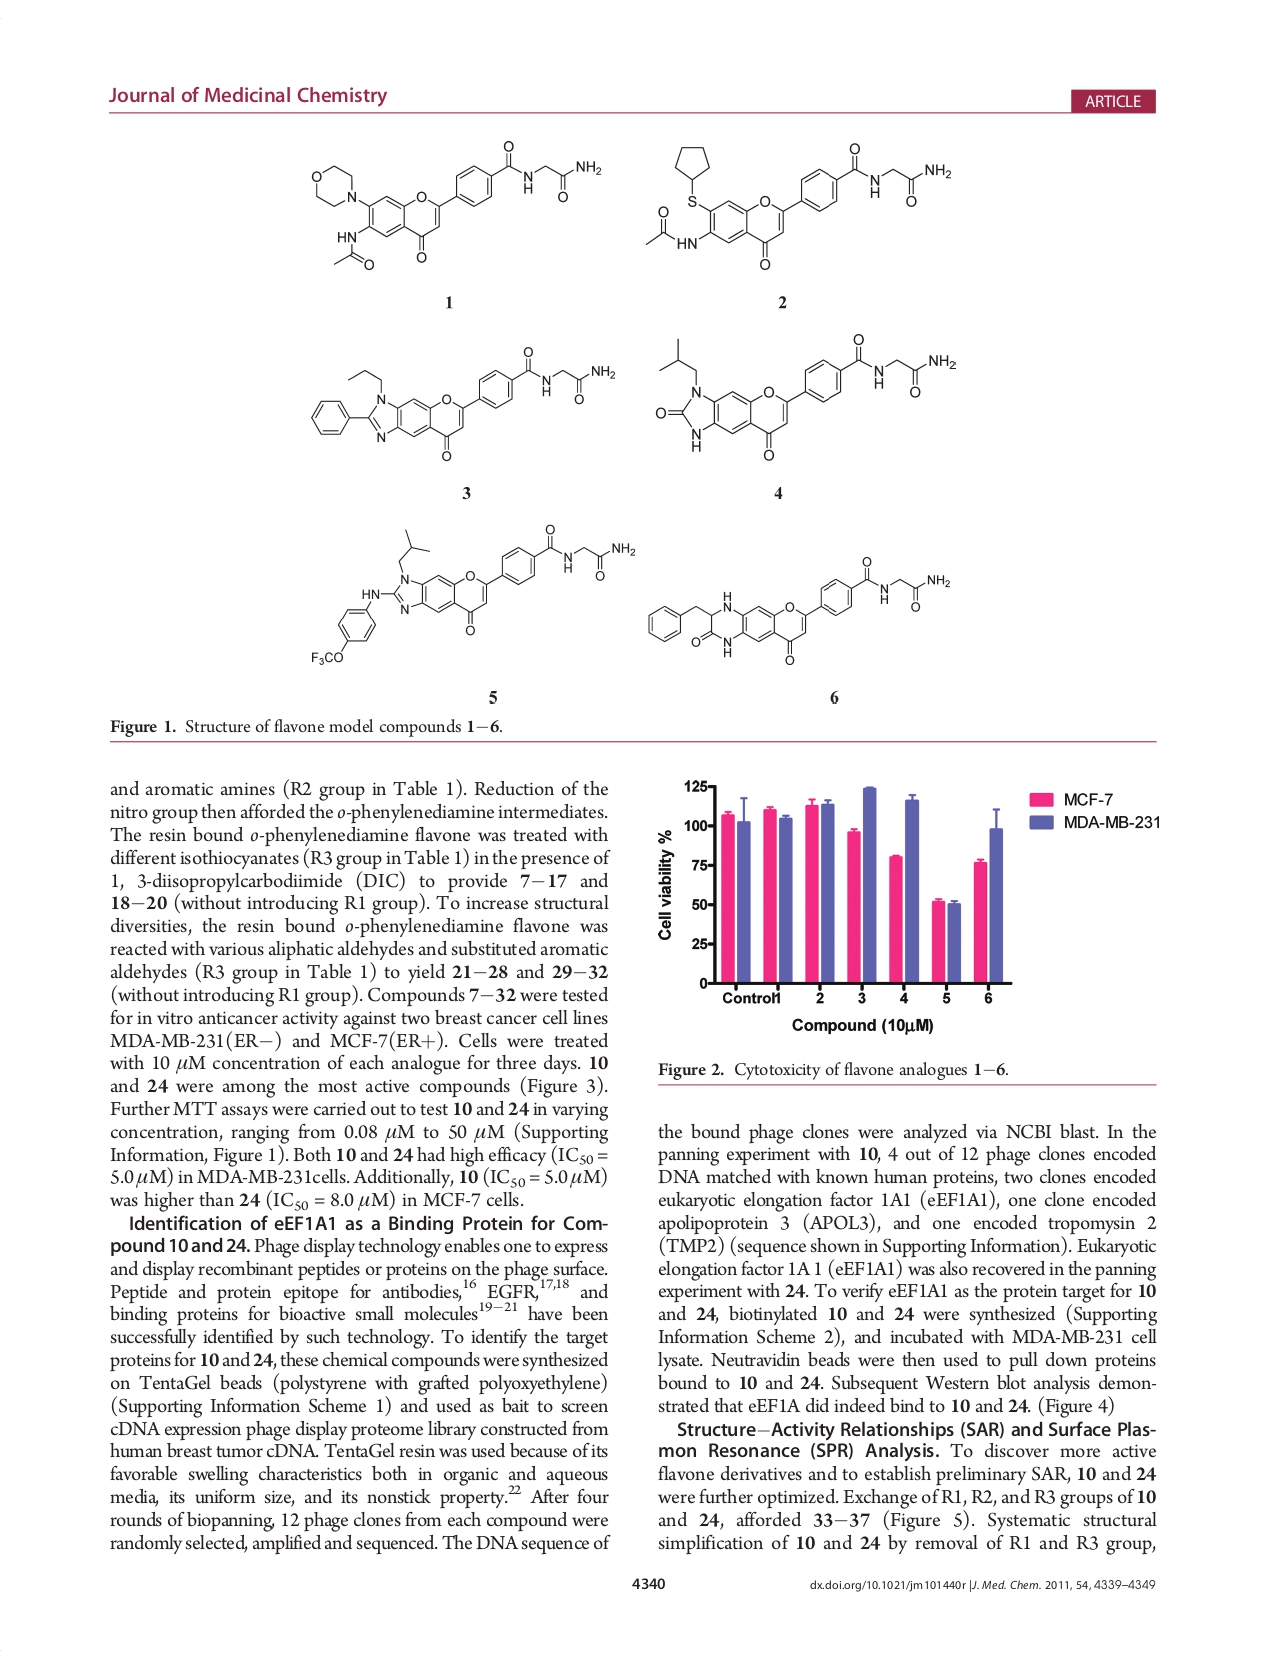 Journal of Medicinal Chemistry
ARTICLE
O
O
NH2
N
H
O
O
N
O
HN
O
O
1
O
NH2
N
H
O
S
O
O
HN
O
2
O
NH2
N
H
O
N
N
O
O
3
O
NH2
N
H
O
N
O
N
H
O
O
4
O
NH2
N
H
O
N
HN
N
O
O
F3CO
5
O
NH2
N
H
O
H
N
O
N
H
O
O
6
Figure 1. Structure of flavone model compounds 1−6.
and aromatic amines (R2 group in Table 1). Reduction of the
nitro group then afforded the o-phenylenediamine intermediates.
The resin bound o-phenylenediamine flavone was treated with
different isothiocyanates (R3 group in Table 1) in the presence of
1, 3-diisopropylcarbodiimide (DIC) to provide 7−17 and
18−20 (without introducing R1 group). To increase structural
diversities, the resin bound o-phenylenediamine flavone was
reacted with various aliphatic aldehydes and substituted aromatic
aldehydes (R3 group in Table 1) to yield 21−28 and 29−32
(without introducing R1 group). Compounds 7−32 were tested
for in vitro anticancer activity against two breast cancer cell lines
MDA-MB-231(ER−) and MCF-7(ER+). Cells were treated
with 10 μM concentration of each analogue for three days. 10
and 24 were among the most active compounds (Figure 3).
Further MTT assays were carried out to test 10 and 24 in varying
concentration, ranging from 0.08 μM to 50 μM (Supporting
Information, Figure 1). Both 10 and 24 had high efficacy (IC50 =
5.0 μM) in MDA-MB-231cells. Additionally, 10 (IC50 = 5.0 μM)
was higher than 24 (IC50 = 8.0 μM) in MCF-7 cells.
Identification of eEF1A1 as a Binding Protein for Com-
pound 10 and 24. Phage display technology enables one to express
and display recombinant peptides or proteins on the phage surface.
Peptide and protein epitope for antibodies,16 EGFR,17,18 and
binding proteins for bioactive small molecules19−21 have been
successfully identified by such technology. To identify the target
proteins for 10 and 24, these chemical compounds were synthesized
on TentaGel beads (polystyrene with grafted polyoxyethylene)
(Supporting Information Scheme 1) and used as bait to screen
cDNA expression phage display proteome library constructed from
human breast tumor cDNA. TentaGel resin was used because of its
favorable swelling characteristics both in organic and aqueous
media, its uniform size, and its nonstick property.22 After four
rounds of biopanning, 12 phage clones from each compound were
randomly selected, amplified and sequenced. The DNA sequence of
Cell viability %
125
100
75
50
25
0
Control 1 2 3 4 5 6
Compound (10μM)
MCF-7
MDA-MB-231
Figure 2. Cytotoxicity of flavone analogues 1−6.
the bound phage clones were analyzed via NCBI blast. In the
panning experiment with 10, 4 out of 12 phage clones encoded
DNA matched with known human proteins, two clones encoded
eukaryotic elongation factor 1A1 (eEF1A1), one clone encoded
apolipoprotein 3 (APOL3), and one encoded tropomysin 2
(TMP2) (sequence shown in Supporting Information). Eukaryotic
elongation factor 1A 1 (eEF1A1) was also recovered in the panning
experiment with 24. To verify eEF1A1 as the protein target for 10
and 24, biotinylated 10 and 24 were synthesized (Supporting
Information Scheme 2), and incubated with MDA-MB-231 cell
lysate. Neutravidin beads were then used to pull down proteins
bound to 10 and 24. Subsequent Western blot analysis demon-
strated that eEF1A did indeed bind to 10 and 24. (Figure 4)
Structure−Activity Relationships (SAR) and Surface Plas-
mon Resonance (SPR) Analysis. To discover more active
flavone derivatives and to establish preliminary SAR, 10 and 24
were further optimized. Exchange of R1, R2, and R3 groups of 10
and 24, afforded 33−37 (Figure 5). Systematic structural
simplification of 10 and 24 by removal of R1 and R3 group,
4340
dx.doi.org/10.1021/jm101440r |J. Med. Chem. 2011, 54, 4339–4349